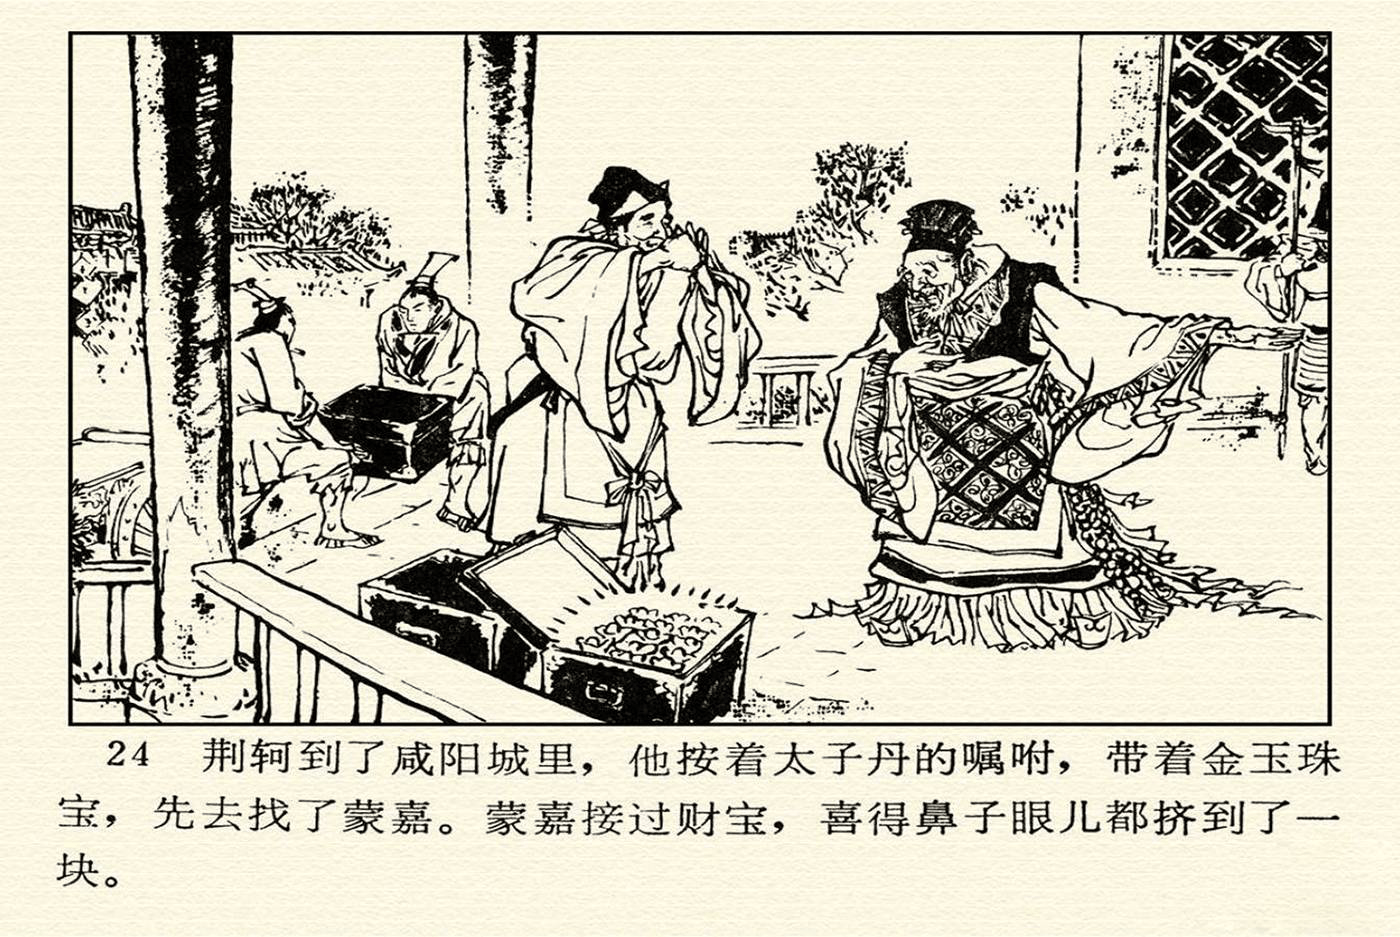 24 荆轲到了咸阳城里，他按着太子丹的嘱咐，带着金玉珠
宝，先去找了蒙嘉。蒙嘉接过财宝，喜得鼻子眼儿都挤到了一
块。